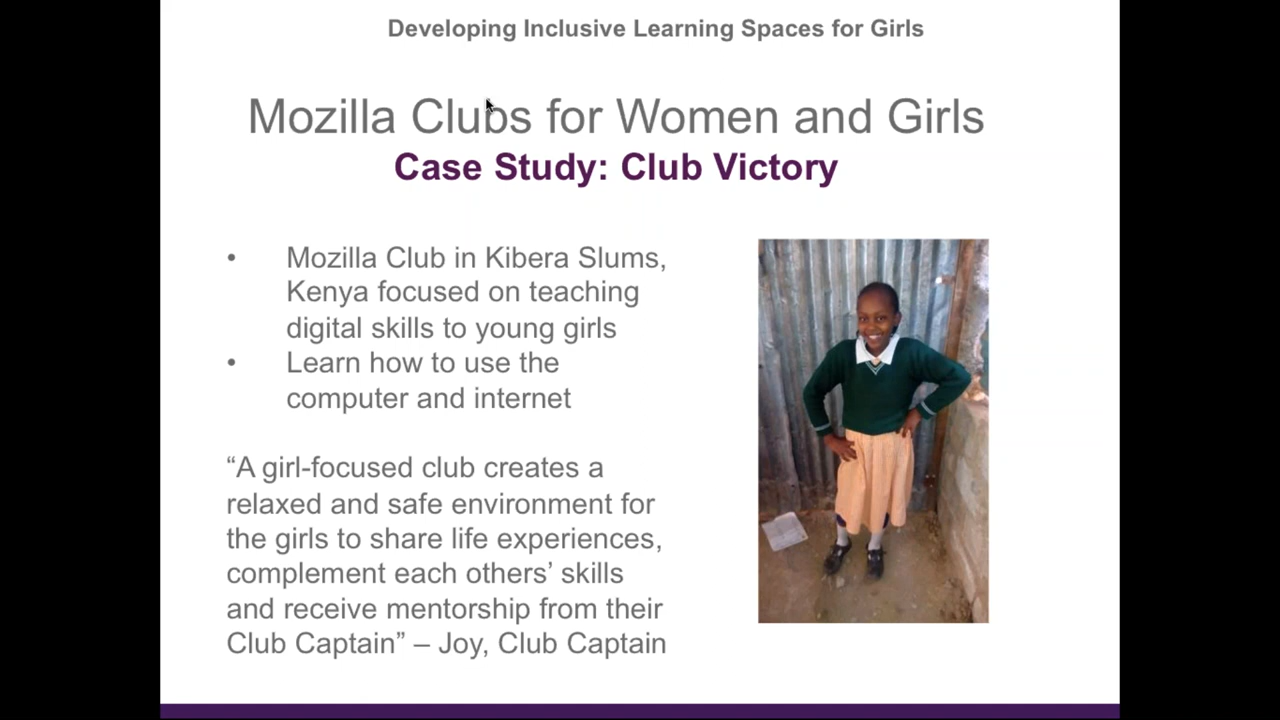 Developing Inclusive Learning Spaces for Girls
Mozilla Clubs for Women and Girls
Case Study: Club Victory
• Mozilla Club in Kibera Slums,
Kenya focused on teaching
digital skills to young girls
• Learn how to use the
computer and internet
“A girl-focused club creates a
relaxed and safe environment for
the girls to share life experiences,
complement each others’ skills
and receive mentorship from their
Club Captain” – Joy, Club Captain